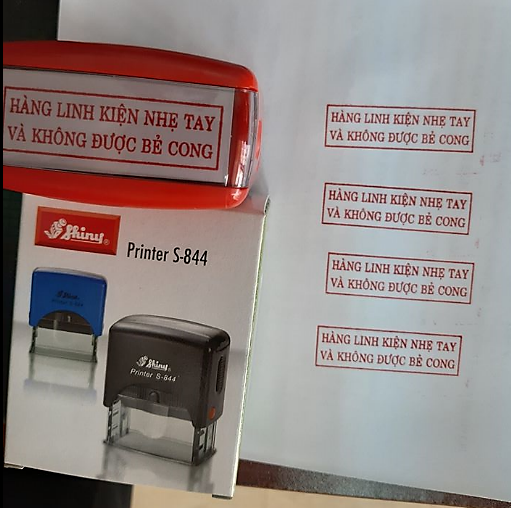 HÀNG LINH KIỆN NHẸ TAY
VÀ KHÔNG ĐƯỢC BẺ CONG
Shiny®
Printer S-844
Shiny
Printer S-844
HÀNG LINH KIỆN NHẸ TAY
VÀ KHÔNG ĐƯỢC BẺ CONG
HÀNG LINH KIỆN NHẸ TAY
VÀ KHÔNG ĐƯỢC BẺ CONG
HÀNG LINH KIỆN NHẸ TAY
VÀ KHÔNG ĐƯỢC BẺ CONG
HÀNG LINH KIỆN NHẸ TAY
VÀ KHÔNG ĐƯỢC BẺ CONG